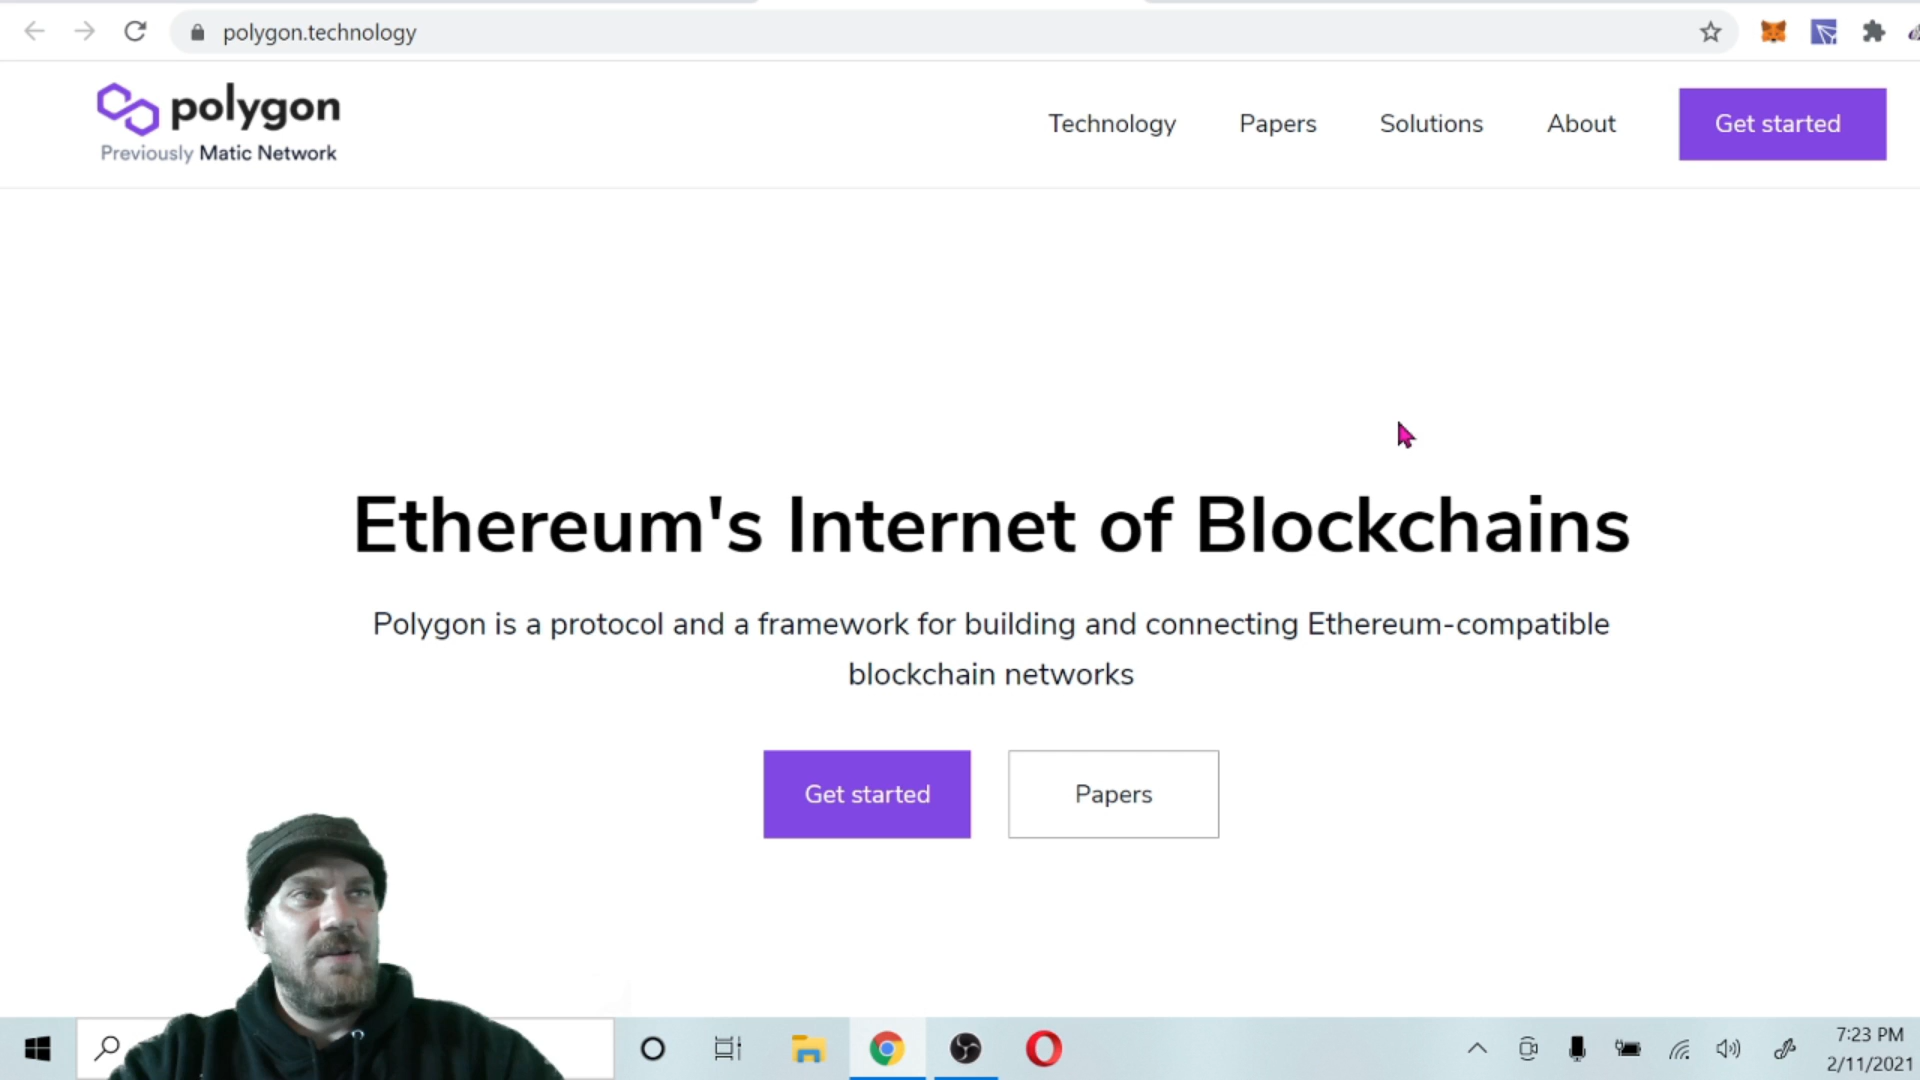 polygon.technology
polygon
Previously Matic Network
Technology
Papers
Solutions
About
Get started
Ethereum's Internet of Blockchains
Polygon is a protocol and a framework for building and connecting Ethereum-compatible
blockchain networks
Get started
Papers
7:23 PM
2/11/2021